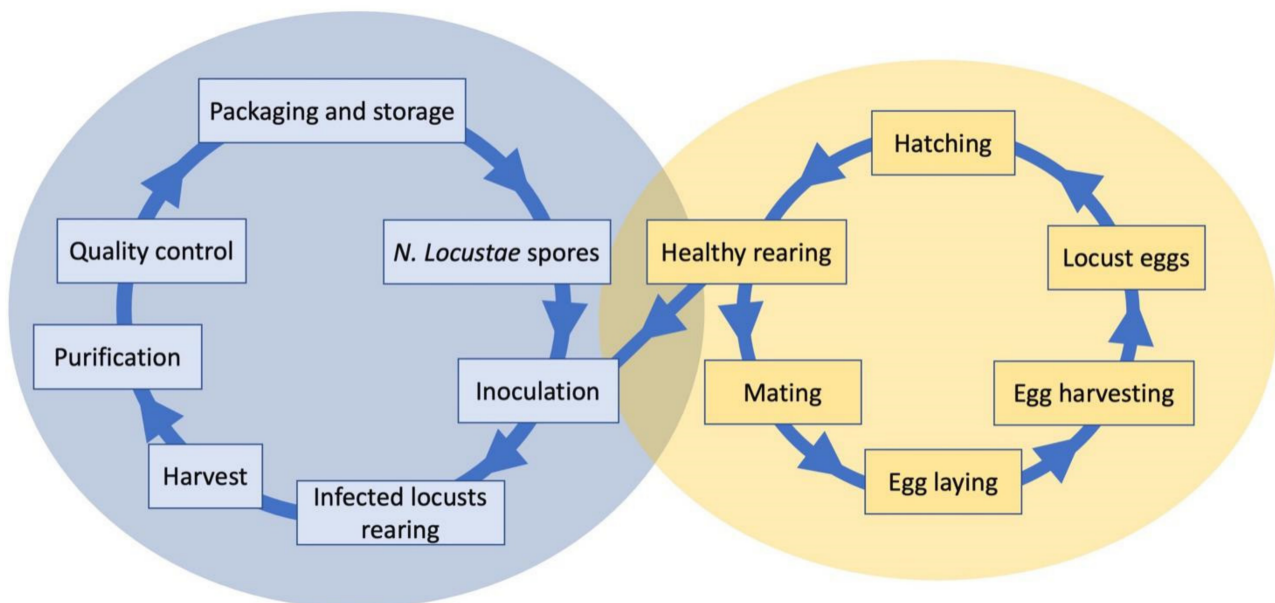 Packaging and storage
Hatching
Quality control
N. Locustae spores
Healthy rearing
Locust eggs
Purification
Inoculation
Mating
Egg harvesting
Harvest
Infected locusts
rearing
Egg laying